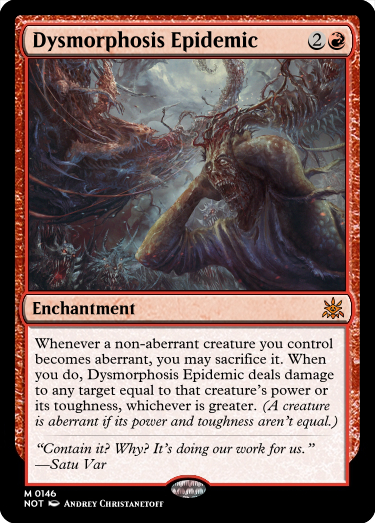 Dysmorphosis Epidemic 2
Enchantment
Whenever a non-aberrant creature you control
becomes aberrant, you may sacrifice it. When
you do, Dysmorphosis Epidemic deals damage
to any target equal to that creature's power or
its toughness, whichever is greater. (A creature
is aberrant if its power and toughness aren't equal.)
“Contain it? Why? It's doing our work for us.”
—Satu Var
M 0146
NOT Andrey Christanetoff